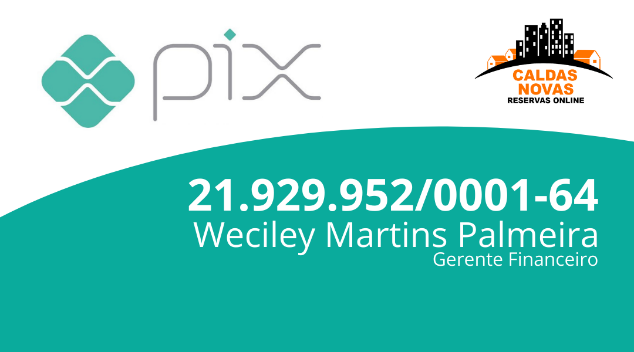 pix
CALDAS
NOVAS
RESERVAS ONLINE
21.929.952/0001-64
Weciley Martins Palmeira
Gerente Financeiro